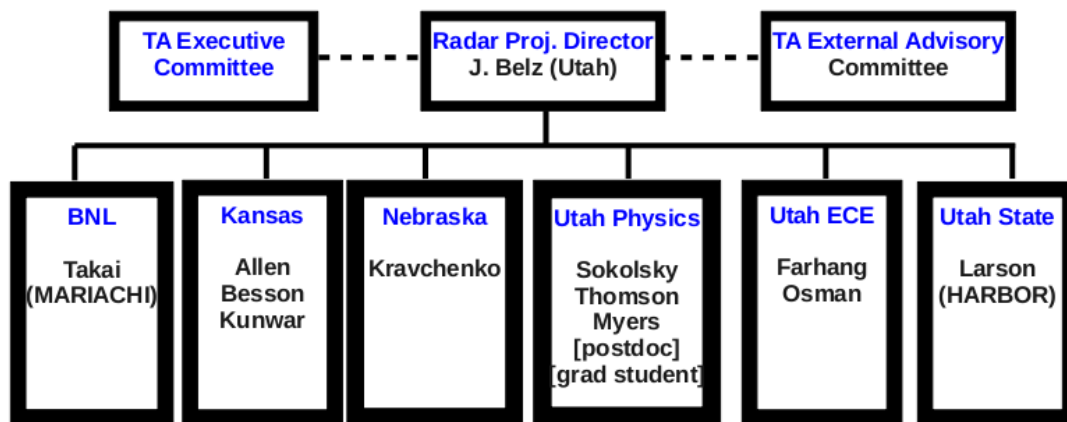 TA Executive
Committee
Radar Proj. Director
J. Belz (Utah)
TA External Advisory
Committee
BNL
Takai
(MARIACHI)
Kansas
Allen
Besson
Kunwar
Nebraska
Kravchenko
Utah Physics
Sokolsky
Thomson
Myers
[postdoc]
[grad student]
Utah ECE
Farhang
Osman
Utah State
Larson
(HARBOR)